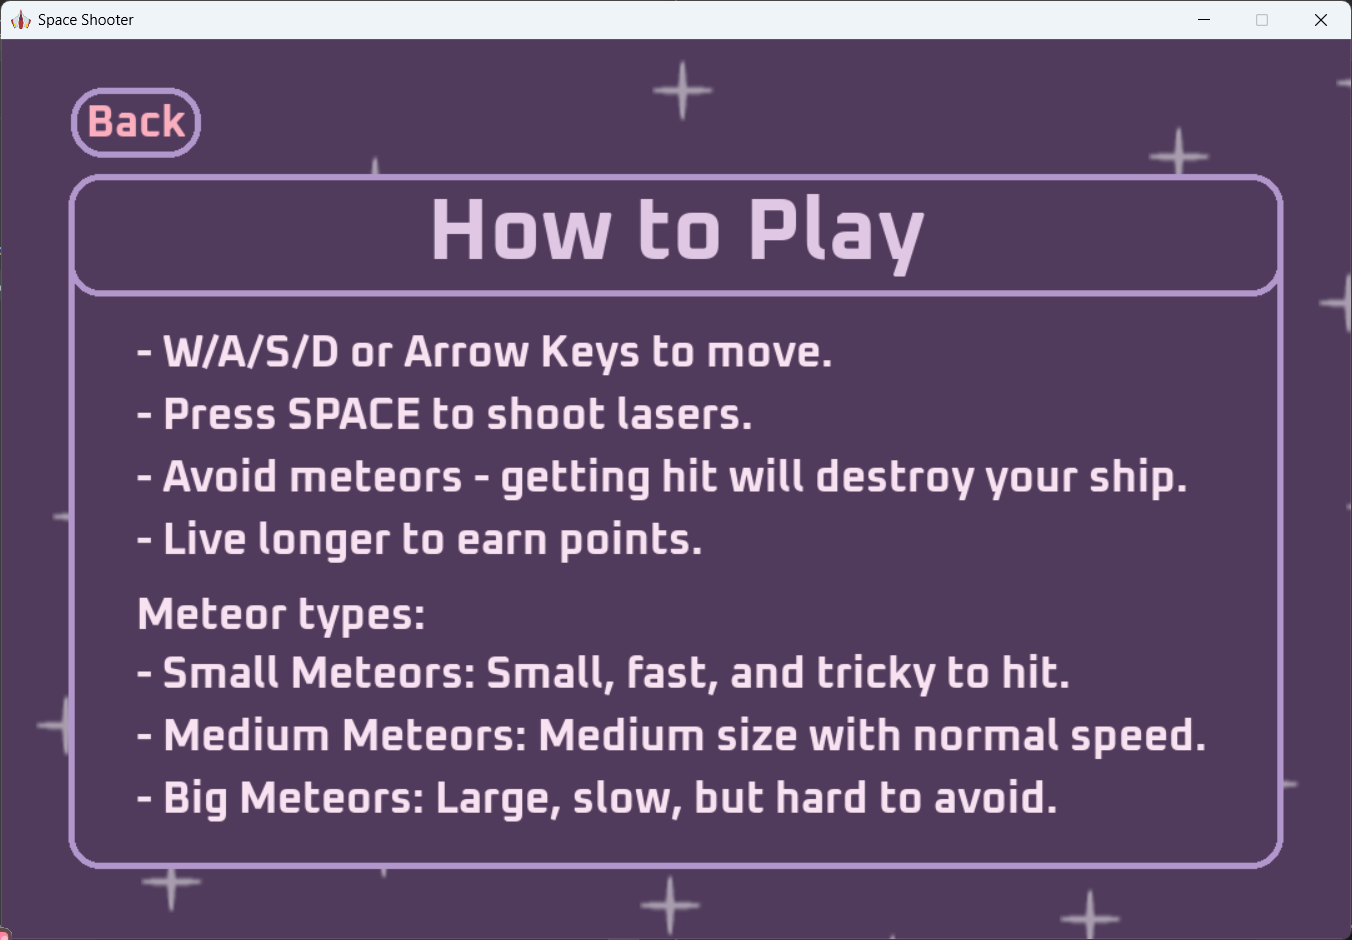 Space Shooter
Back
How to Play
- W/A/S/D or Arrow Keys to move.
- Press SPACE to shoot lasers.
- Avoid meteors - getting hit will destroy your ship.
- Live longer to earn points.
Meteor types:
- Small Meteors: Small, fast, and tricky to hit.
- Medium Meteors: Medium size with normal speed.
- Big Meteors: Large, slow, but hard to avoid.